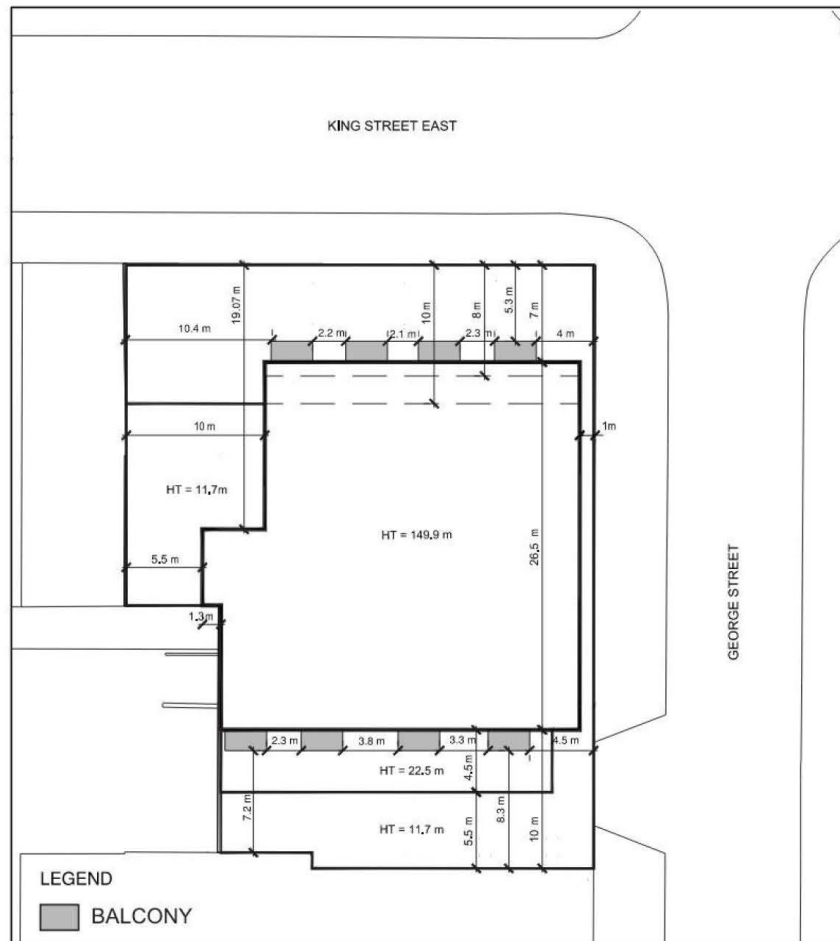 KING STREET EAST
19.07 m
10 m
8 m
5.3 m
7 m
10.4 m
2.2 m
2.1 m
2.3 m
4 m
10 m
1m
HT = 11.7m
HT = 149.9 m
26.5 m
5.5 m
1.3m
GEORGE STREET
2.3 m
3.8 m
3.3 m
4.5 m
HT = 22.5 m
4.5m
7.2 m
8.3 m
HT = 11.7 m
5.5 m
10 m
LEGEND
BALCONY